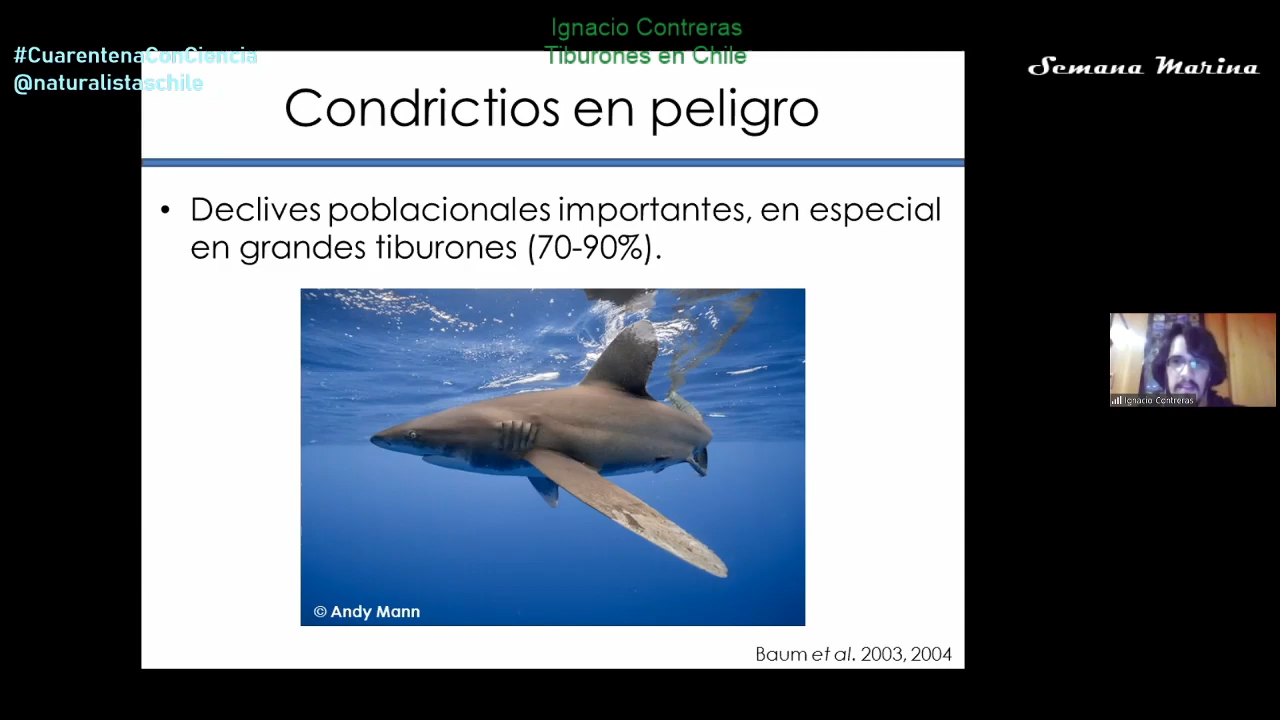 Ignacio Contreras
Tiburones en Chile
#CuarentenaConCiencia
@naturalistaschile
Semana Marina
Condrictios en peligro
• Declives poblacionales importantes, en especial
en grandes tiburones (70-90%).
© Andy Mann
Baum et al. 2003, 2004
Ignacio Contreras